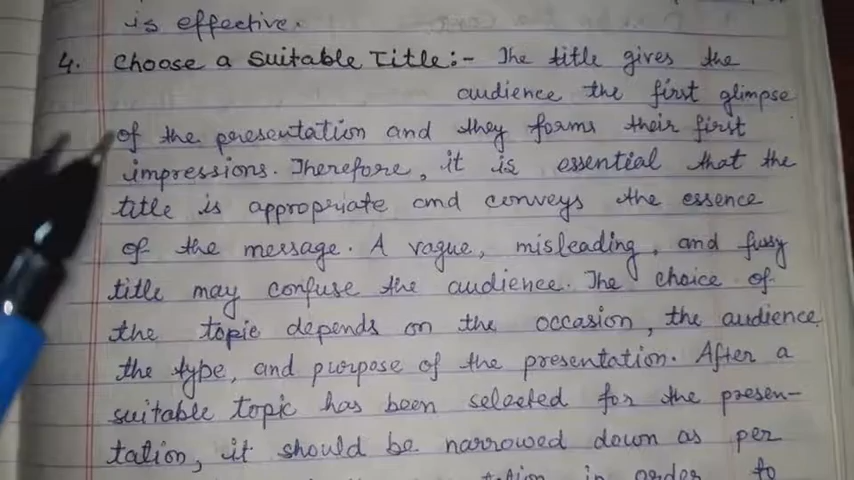 is effective.
4. Choose a Suitable Title:- The title gives the
audience the first glimpse
of the presentation and they forms their first
impressions. Therefore, it is essential that the
title is appropriate and conveys the essence
of the message. A vague, misleading, and fussy
title may confuse the audience. The choice of
the topic depends on the occasion, the audience,
the type, and purpose of the presentation. After a
suitable topic has been selected for the presen-
tation, it should be narrowed down as per
in order to